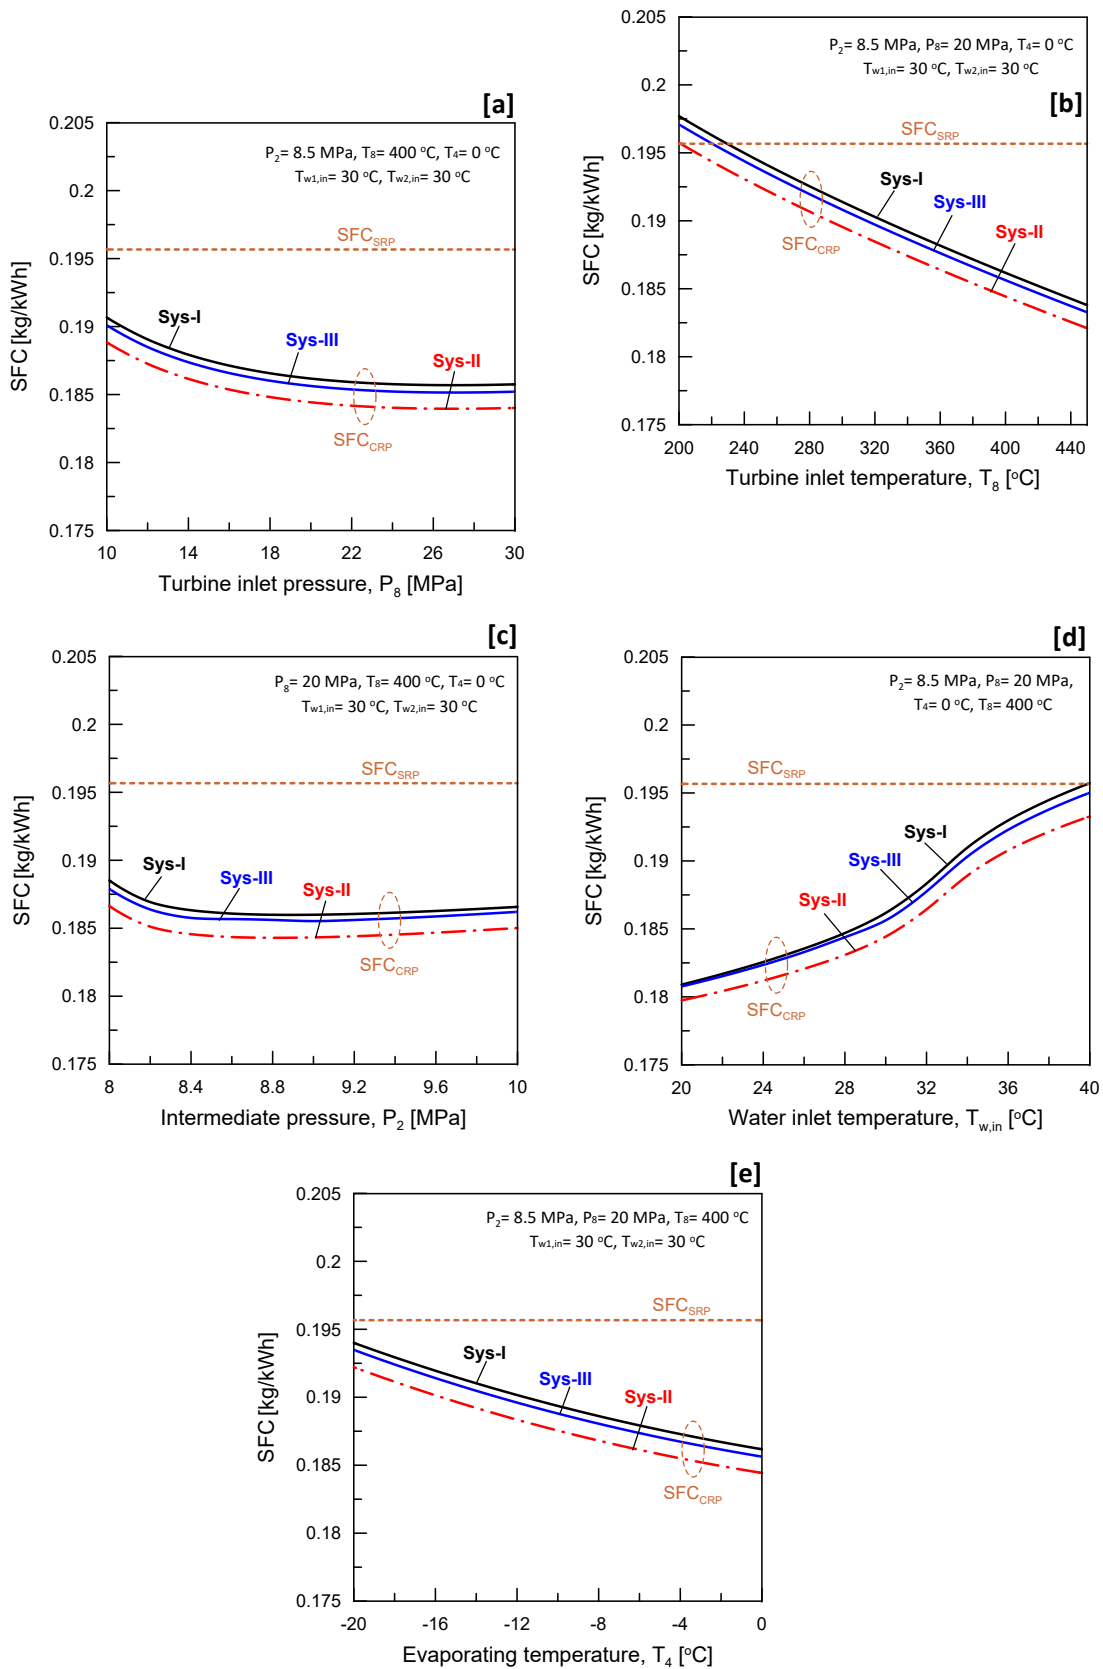 [a]
0.205
0.2
0.195
0.19
0.185
0.18
0.175
SFC [kg/kWh]
P2= 8.5 MPa, T8= 400 °C, T4= 0 °C
Tw1,in= 30 °C, Tw2,in= 30 °C
SFCSRP
Sys-I
Sys-III
Sys-II
SFCCRP
10 14 18 22 26 30
Turbine inlet pressure, P8 [MPa]
[b]
0.205
0.2
0.195
0.19
0.185
0.18
0.175
SFC [kg/kWh]
P2= 8.5 MPa, P8= 20 MPa, T4= 0 °C
Tw1,in= 30 °C, Tw2,in= 30 °C
SFCSRP
Sys-I
Sys-III
Sys-II
SFCCRP
200 240 280 320 360 400 440
Turbine inlet temperature, T8 [°C]
[c]
0.205
0.2
0.195
0.19
0.185
0.18
0.175
SFC [kg/kWh]
P8= 20 MPa, T8= 400 °C, T4= 0 °C
Tw1,in= 30 °C, Tw2,in= 30 °C
SFCSRP
Sys-I
Sys-III
Sys-II
SFCCRP
8 8.4 8.8 9.2 9.6 10
Intermediate pressure, P2 [MPa]
[d]
0.205
0.2
0.195
0.19
0.185
0.18
0.175
SFC [kg/kWh]
P2= 8.5 MPa, P8= 20 MPa,
T4= 0 °C, T8= 400 °C
SFCSRP
Sys-I
Sys-III
Sys-II
SFCCRP
20 24 28 32 36 40
Water inlet temperature, Tw,in [°C]
[e]
0.205
0.2
0.195
0.19
0.185
0.18
0.175
SFC [kg/kWh]
P2= 8.5 MPa, P8= 20 MPa, T8= 400 °C
Tw1,in= 30 °C, Tw2,in= 30 °C
SFCSRP
Sys-I
Sys-III
Sys-II
SFCCRP
-20 -16 -12 -8 -4 0
Evaporating temperature, T4 [°C]